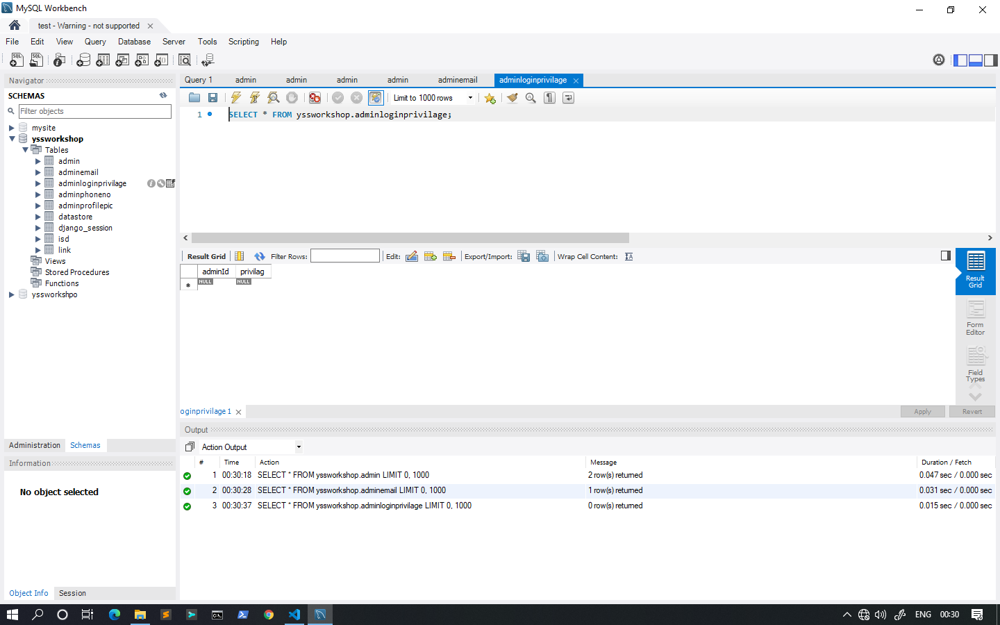 MySQL Workbench
test - Warning - not supported
File Edit View Query Database Server Tools Scripting Help
Navigator
SCHEMAS
Filter objects
mysite
yssworkshop
Tables
admin
adminemail
adminloginprivilage
adminphoneno
adminprofilepic
datastore
django_session
isd
link
Views
Stored Procedures
Functions
yssworkshpo
Administration Schemas
Information
No object selected
Object Info Session
Query 1 admin admin admin admin adminemail adminloginprivilage
Limit to 1000 rows
1 SELECT * FROM yssworkshop.adminloginprivilage;
Result Grid Filter Rows: Edit: Export/Import: Wrap Cell Content:
adminId privilag
NULL NULL
Result Grid
Form Editor
Field Types
oginprivilage 1
Apply Revert
Output
Action Output
# Time Action Message Duration / Fetch
1 00:30:18 SELECT * FROM yssworkshop.admin LIMIT 0, 1000 2 row(s) returned 0.047 sec / 0.000 sec
2 00:30:28 SELECT * FROM yssworkshop.adminemail LIMIT 0, 1000 1 row(s) returned 0.031 sec / 0.000 sec
3 00:30:37 SELECT * FROM yssworkshop.adminloginprivilage LIMIT 0, 1000 0 row(s) returned 0.015 sec / 0.000 sec
ENG 00:30